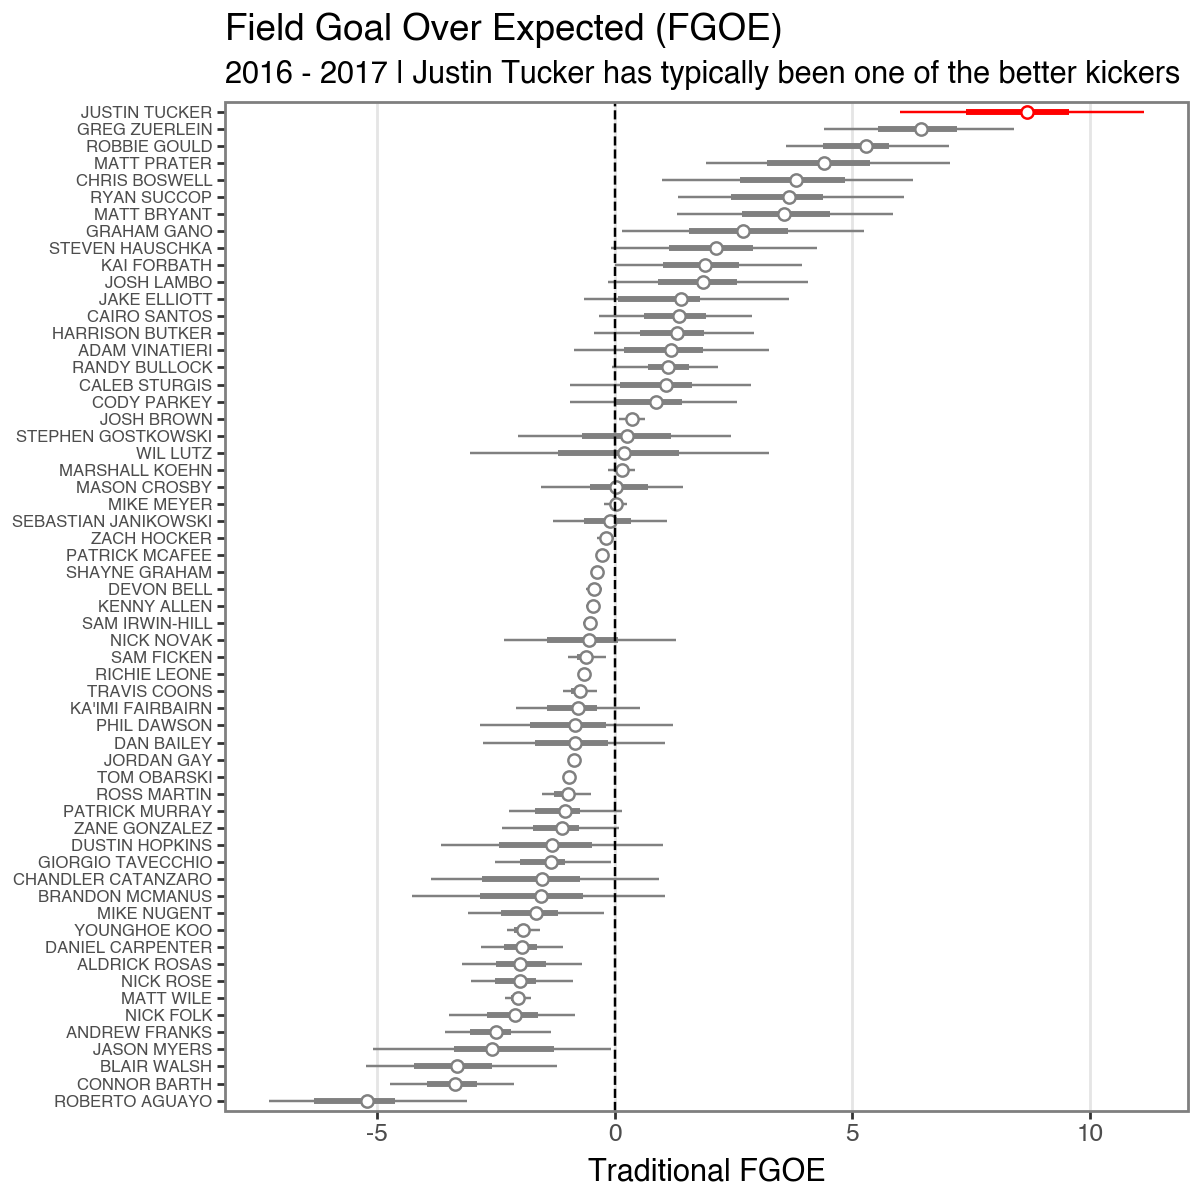 Field Goal Over Expected (FGOE)
2016 - 2017 | Justin Tucker has typically been one of the better kickers
JUSTIN TUCKER
GREG ZUERLEIN
ROBBIE GOULD
MATT PRATER
CHRIS BOSWELL
RYAN SUCCOP
MATT BRYANT
GRAHAM GANO
STEVEN HAUSCHKA
KAI FORBATH
JOSH LAMBO
JAKE ELLIOTT
CAIRO SANTOS
HARRISON BUTKER
ADAM VINATIERI
RANDY BULLOCK
CALEB STURGIS
CODY PARKEY
JOSH BROWN
STEPHEN GOSTKOWSKI
WIL LUTZ
MARSHALL KOEHN
MASON CROSBY
MIKE MEYER
SEBASTIAN JANIKOWSKI
ZACH HOCKER
PATRICK MCAFEE
SHAYNE GRAHAM
DEVON BELL
KENNY ALLEN
SAM IRWIN-HILL
NICK NOVAK
SAM FICKEN
RICHIE LEONE
TRAVIS COONS
KA'IMI FAIRBAIRN
PHIL DAWSON
DAN BAILEY
JORDAN GAY
TOM OBARSKI
ROSS MARTIN
PATRICK MURRAY
ZANE GONZALEZ
DUSTIN HOPKINS
GIORGIO TAVECCHIO
CHANDLER CATANZARO
BRANDON MCMANUS
MIKE NUGENT
YOUNGHOE KOO
DANIEL CARPENTER
ALDRICK ROSAS
NICK ROSE
MATT WILE
NICK FOLK
ANDREW FRANKS
JASON MYERS
BLAIR WALSH
CONNOR BARTH
ROBERTO AGUAYO
-5 0 5 10
Traditional FGOE